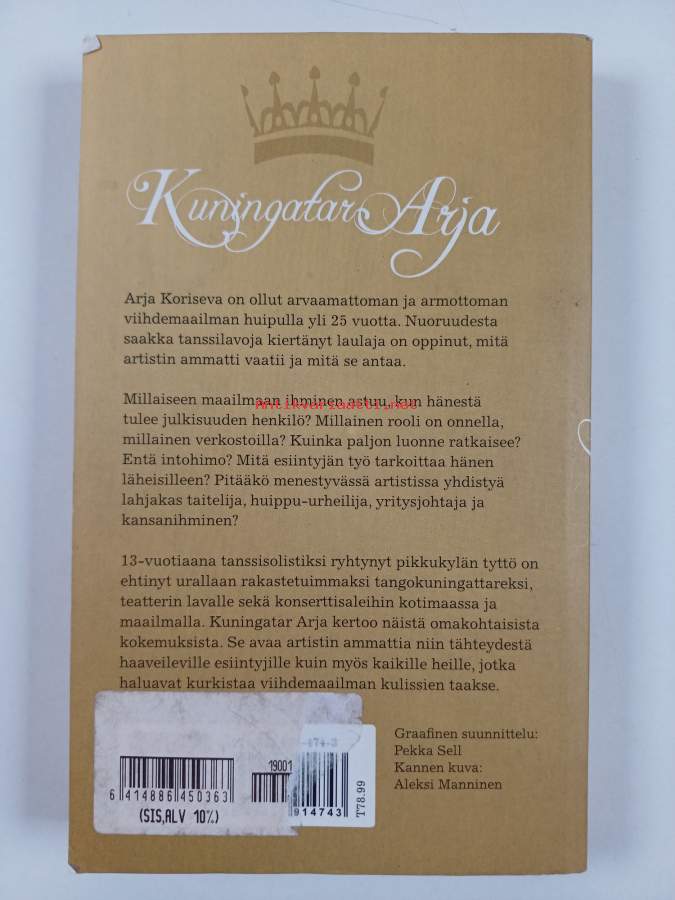 Kuningatar Arja
Arja Koriseva on ollut arvaamattoman ja armottoman
viihdemaailman huipulla yli 25 vuotta. Nuoruudesta
saakka tanssilavoja kiertänyt laulaja on oppinut, mitä
artistin ammatti vaatii ja mitä se antaa.
Millaiseen maailmaan ihminen astuu, kun hänestä
Antikvariaatti.net
tulee julkisuuden henkilö? Millainen rooli on onnella,
millainen verkostoilla? Kuinka paljon luonne ratkaisee?
Entä intohimo? Mitä esiintyjän työ tarkoittaa hänen
läheisilleen? Pitääkö menestyvässä artistissa yhdistyä
lahjakas taitelija, huippu-urheilija, yritysjohtaja ja
kansanihminen?
13-vuotiaana tanssisolistiksi ryhtynyt pikkukylän tyttö on
ehtinyt urallaan rakastetuimmaksi tangokuningattareksi,
teatterin lavalle sekä konserttisaleihin kotimaassa ja
maailmalla. Kuningatar Arja kertoo näistä omakohtaisista
kokemuksista. Se avaa artistin ammattia niin tähteydestä
haaveileville esiintyjille kuin myös kaikille heille, jotka
haluavat kurkistaa viihdemaailman kulissien taakse.
Graafinen suunnittelu:
Pekka Sell
Kannen kuva:
Aleksi Manninen
-874-3
19001
6 414886 450363
914743
T78.99
(SIS,ALV 10%)